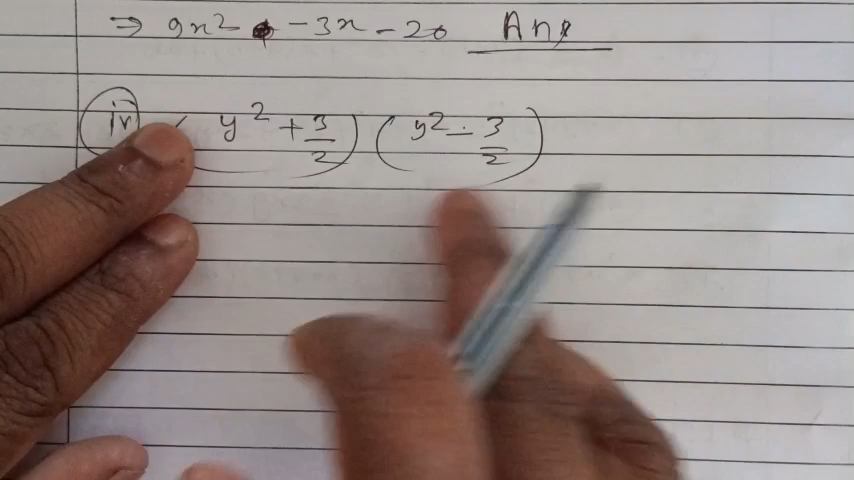 ⇒ 9x² - 3x - 20 Ans
iv (y² + 3/2) (y² - 3/2)